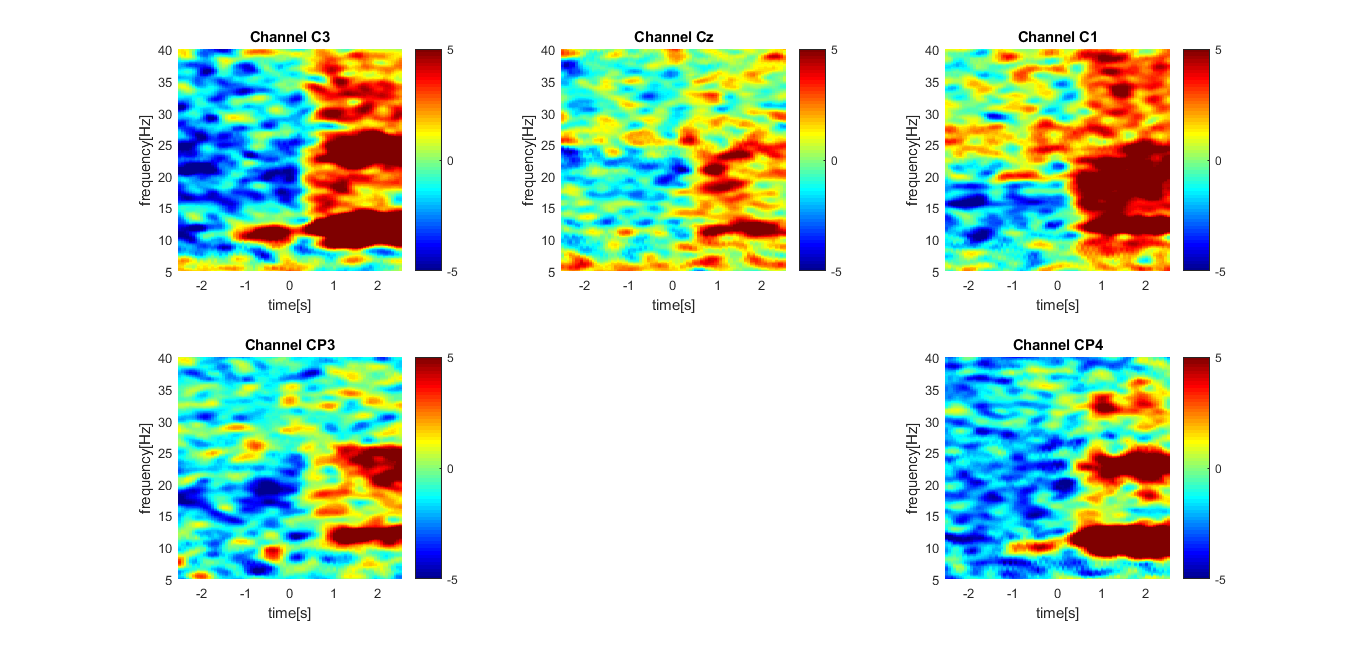 Channel C3
40
35
30
25
20
15
10
5
frequency[Hz]
-2 -1 0 1 2
time[s]
5
0
-5
Channel Cz
40
35
30
25
20
15
10
5
frequency[Hz]
-2 -1 0 1 2
time[s]
5
0
-5
Channel C1
40
35
30
25
20
15
10
5
frequency[Hz]
-2 -1 0 1 2
time[s]
5
0
-5
Channel CP3
40
35
30
25
20
15
10
5
frequency[Hz]
-2 -1 0 1 2
time[s]
5
0
-5
Channel CP4
40
35
30
25
20
15
10
5
frequency[Hz]
-2 -1 0 1 2
time[s]
5
0
-5